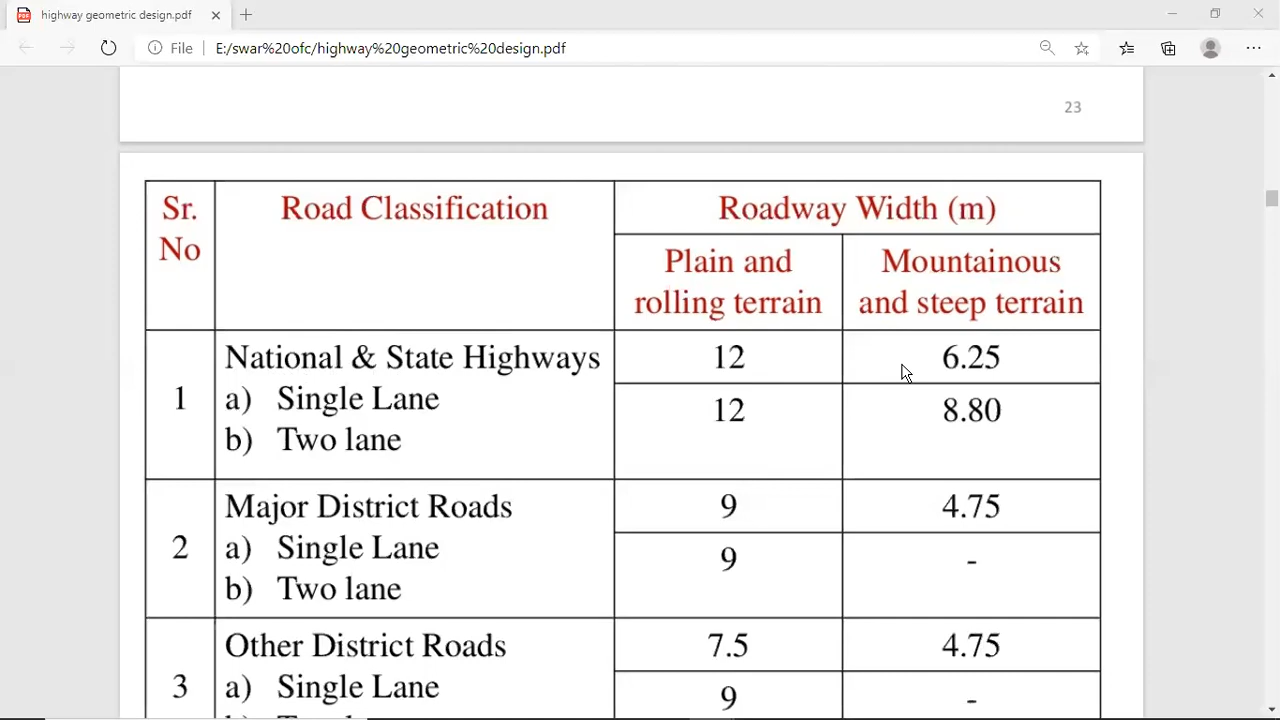 highway geometric design.pdf
File E:/swar%20ofc/highway%20geometric%20design.pdf
23
Sr. No
Road Classification
Roadway Width (m)
Plain and rolling terrain
Mountainous and steep terrain
1
National & State Highways
12
6.25
a) Single Lane
12
8.80
b) Two lane
2
Major District Roads
9
4.75
a) Single Lane
9
-
b) Two lane
3
Other District Roads
7.5
4.75
a) Single Lane
9
-